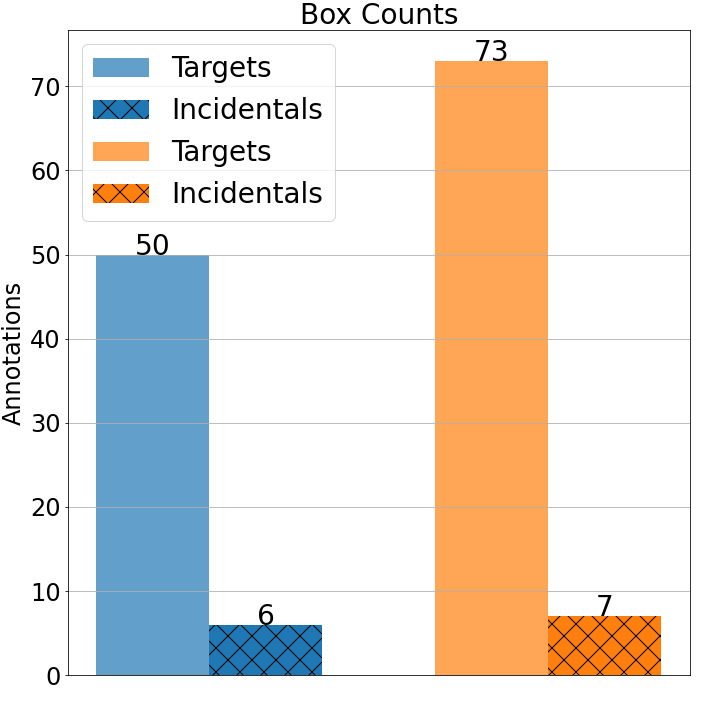 Box Counts
Targets
Incidentals
Targets
Incidentals
73
50
6
7
Annotations
70
60
50
40
30
20
10
0